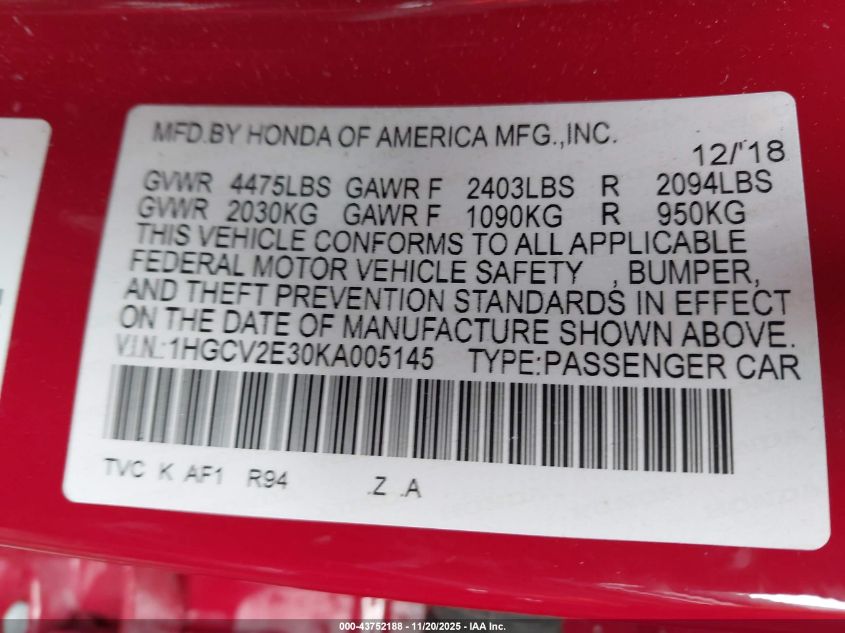 MFD.BY HONDA OF AMERICA MFG.,INC.
12/'18
GVWR 4475LBS GAWR F 2403LBS R 2094LBS
GVWR 2030KG GAWR F 1090KG R 950KG
THIS VEHICLE CONFORMS TO ALL APPLICABLE
FEDERAL MOTOR VEHICLE SAFETY , BUMPER,
AND THEFT PREVENTION STANDARDS IN EFFECT
ON THE DATE OF MANUFACTURE SHOWN ABOVE.
V.I.N.:1HGCV2E30KA005145 TYPE:PASSENGER CAR
TVC K AF1 R94 .Z .A
000-43752188 - 11/20/2025 - IAA Inc.